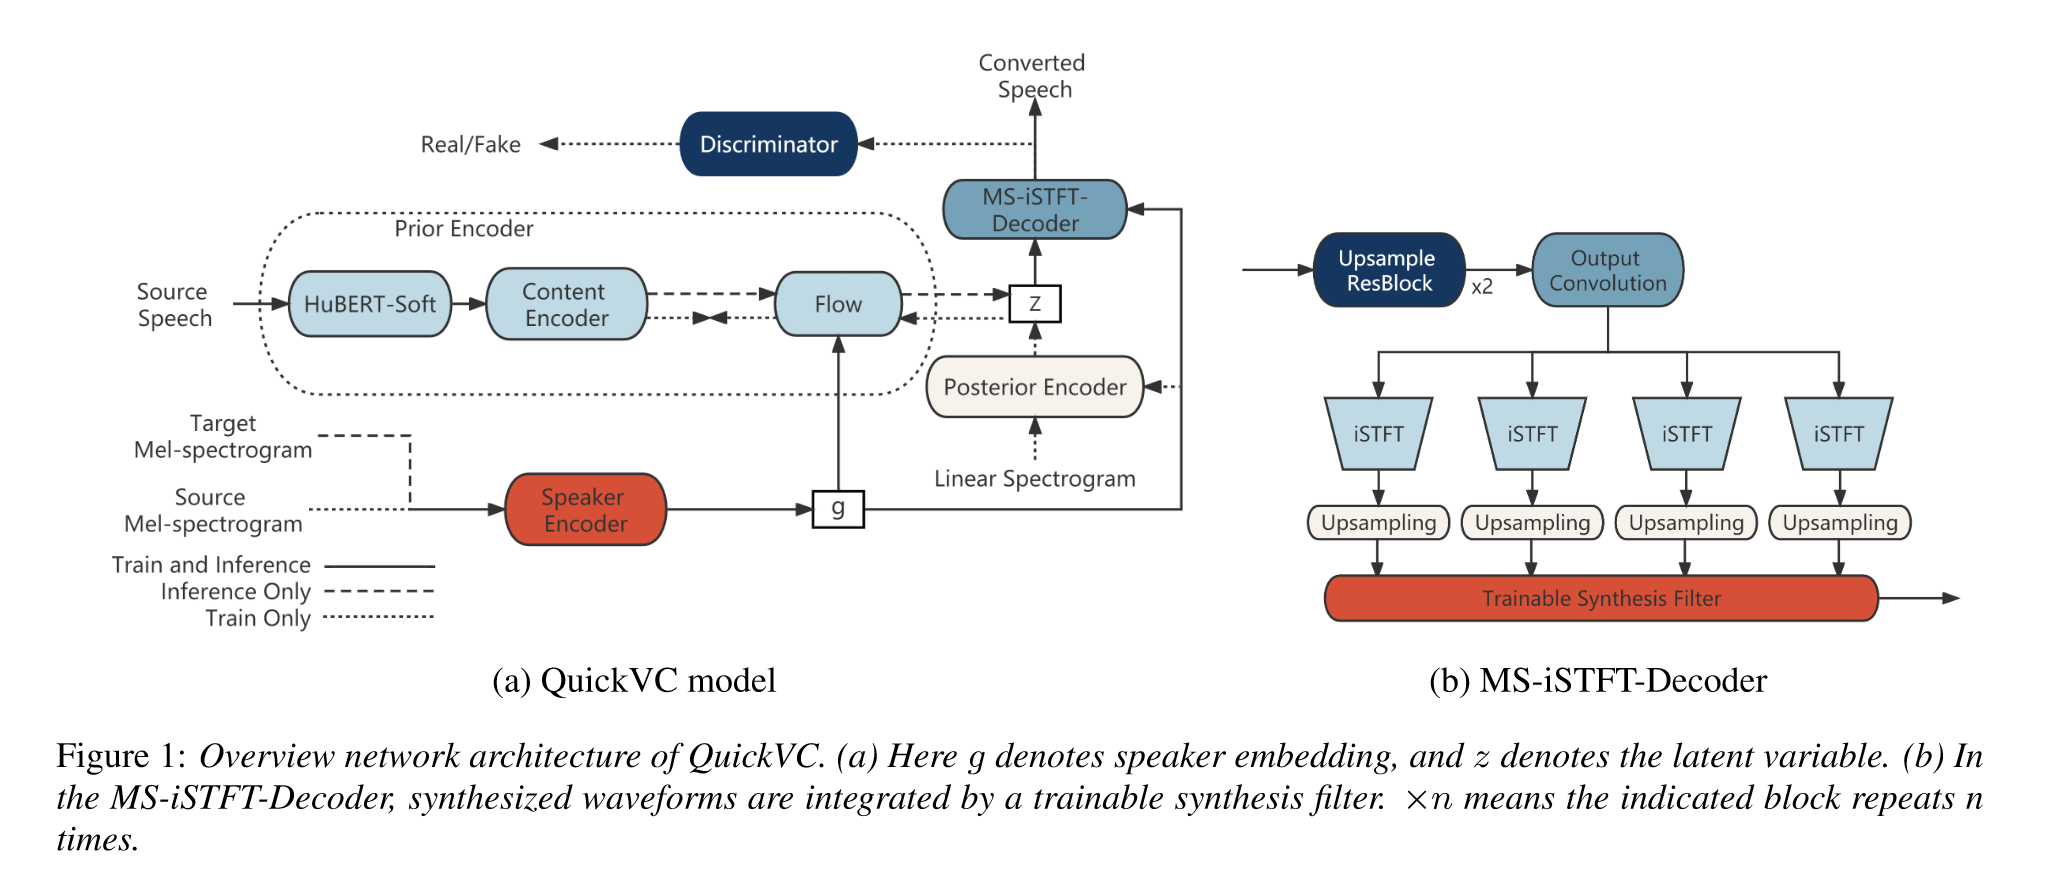 Converted
Speech
Real/Fake
Discriminator
MS-iSTFT-
Decoder
Prior Encoder
Source
Speech
HuBERT-Soft
Content
Encoder
Flow
z
Posterior Encoder
Linear Spectrogram
Target
Mel-spectrogram
Source
Mel-spectrogram
Speaker
Encoder
g
Train and Inference
Inference Only
Train Only
(a) QuickVC model
Upsample
ResBlock
x2
Output
Convolution
iSTFT
iSTFT
iSTFT
iSTFT
Upsampling
Upsampling
Upsampling
Upsampling
Trainable Synthesis Filter
(b) MS-iSTFT-Decoder
Figure 1: Overview network architecture of QuickVC. (a) Here g denotes speaker embedding, and z denotes the latent variable. (b) In
the MS-iSTFT-Decoder, synthesized waveforms are integrated by a trainable synthesis filter. ×n means the indicated block repeats n
times.